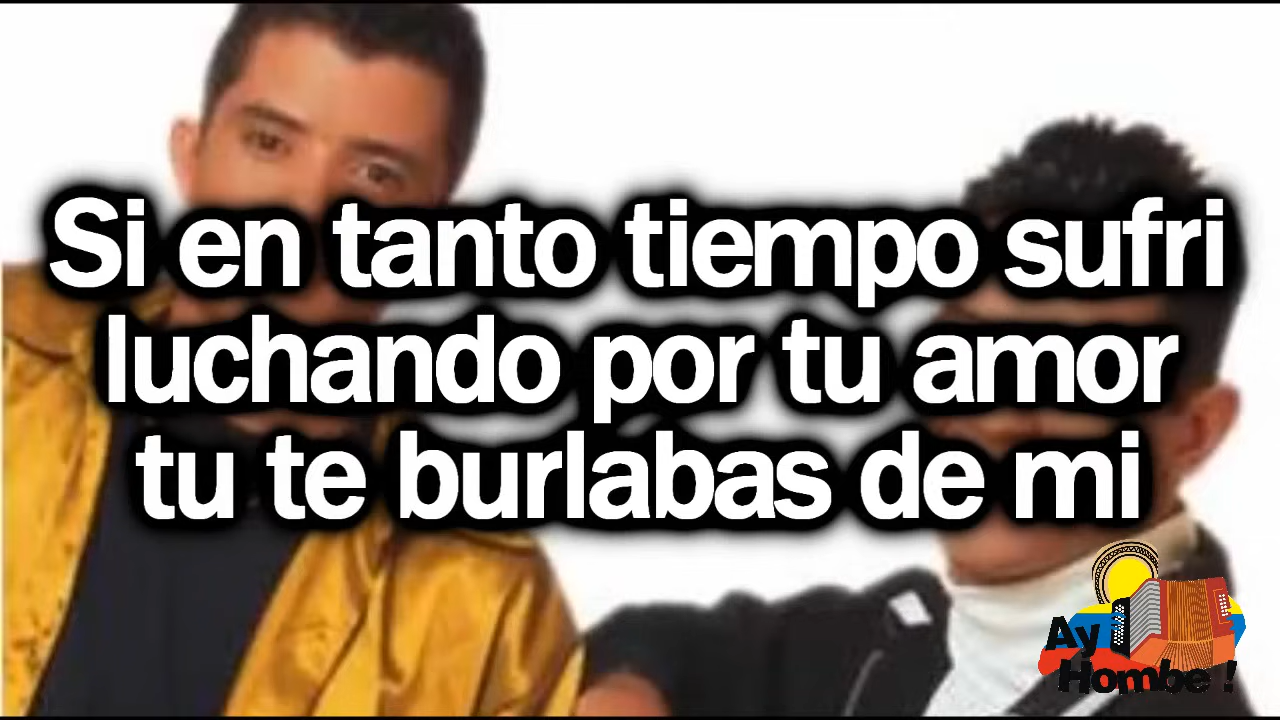 Si en tanto tiempo sufri
luchando por tu amor
tu te burlabas de mi
Ay
Hombe !